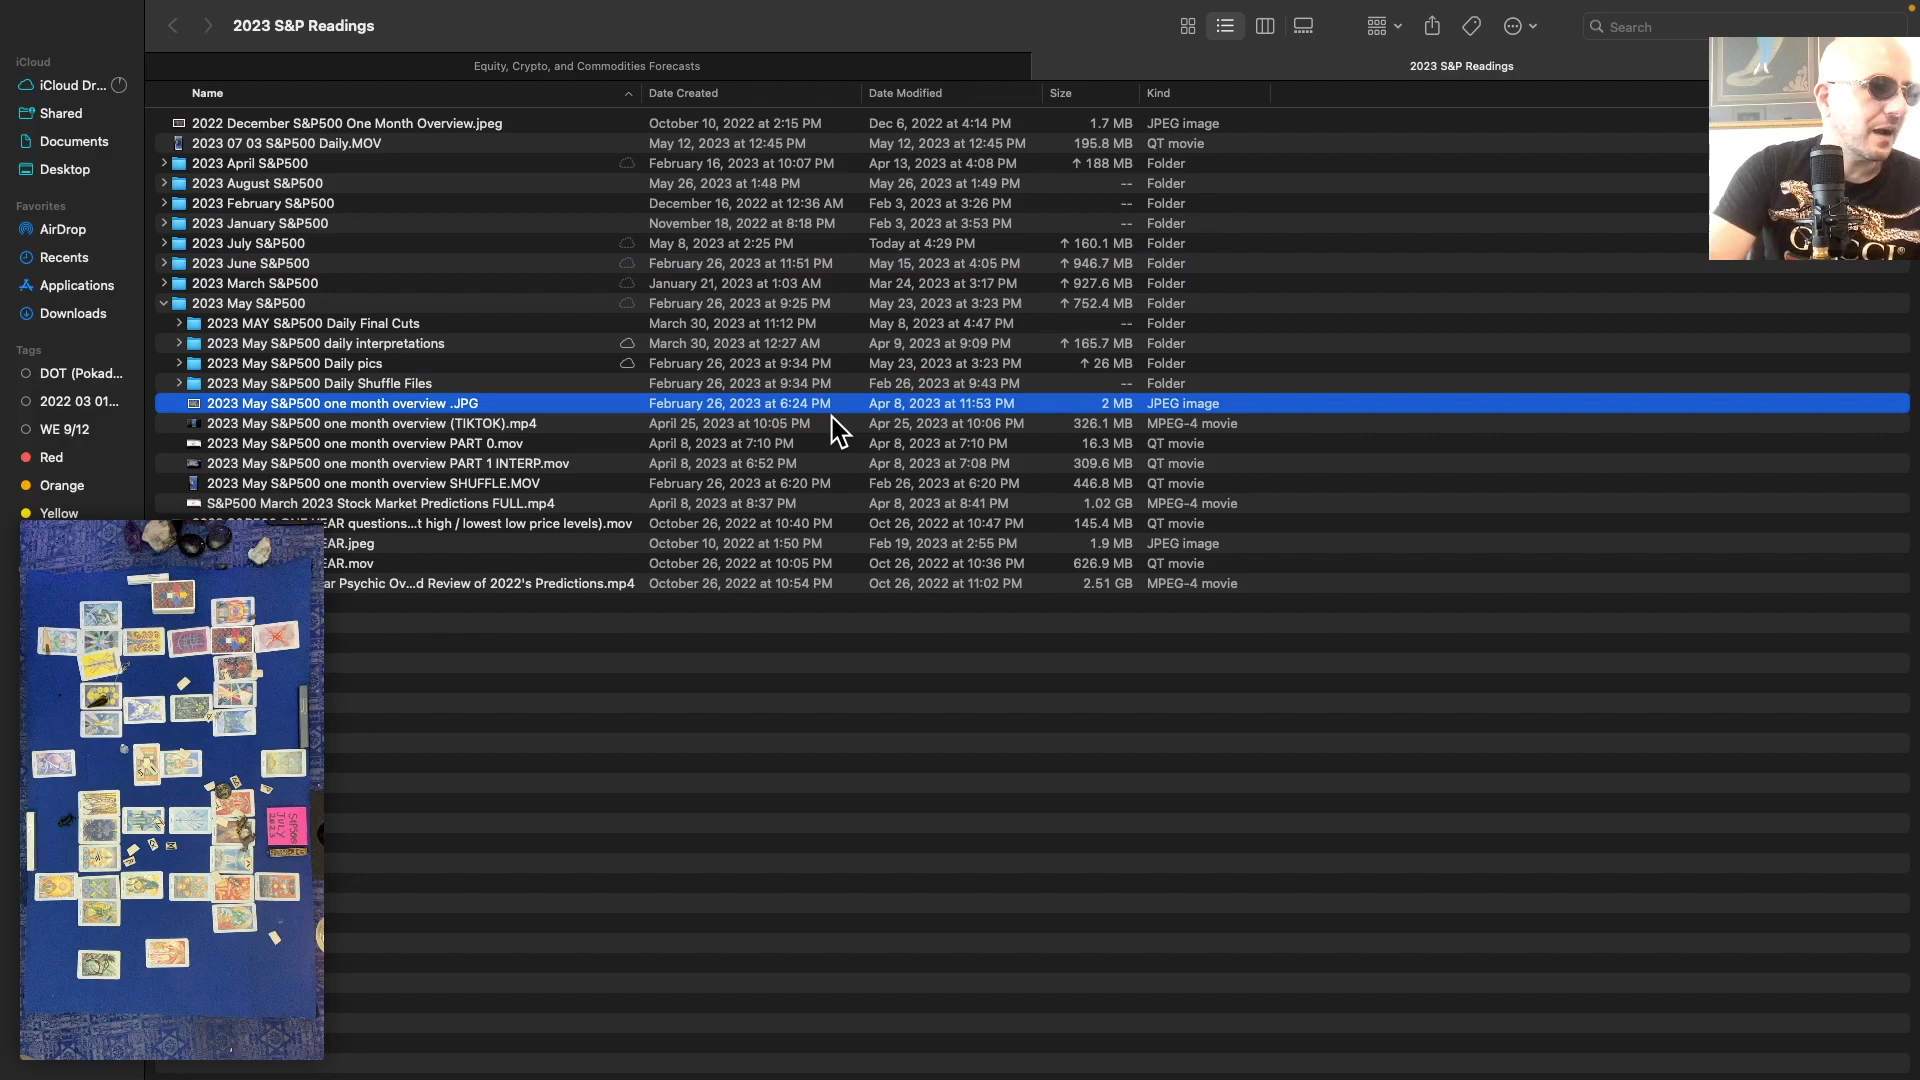 2023 S&P Readings
Search
Equity, Crypto, and Commodities Forecasts
2023 S&P Readings
iCloud
iCloud Dr...
Shared
Documents
Desktop
Favorites
AirDrop
Recents
Applications
Downloads
Tags
DOT (Pokad...
2022 03 01...
WE 9/12
Red
Orange
Yellow
Name Date Created Date Modified Size Kind
2022 December S&P500 One Month Overview.jpeg October 10, 2022 at 2:15 PM Dec 6, 2022 at 4:14 PM 1.7 MB JPEG image
2023 07 03 S&P500 Daily.MOV May 12, 2023 at 12:45 PM May 12, 2023 at 12:45 PM 195.8 MB QT movie
2023 April S&P500 February 16, 2023 at 10:07 PM Apr 13, 2023 at 4:08 PM ↑ 188 MB Folder
2023 August S&P500 May 26, 2023 at 1:48 PM May 26, 2023 at 1:49 PM -- Folder
2023 February S&P500 December 16, 2022 at 12:36 AM Feb 3, 2023 at 3:26 PM -- Folder
2023 January S&P500 November 18, 2022 at 8:18 PM Feb 3, 2023 at 3:53 PM -- Folder
2023 July S&P500 May 8, 2023 at 2:25 PM Today at 4:29 PM ↑ 160.1 MB Folder
2023 June S&P500 February 26, 2023 at 11:51 PM May 15, 2023 at 4:05 PM ↑ 946.7 MB Folder
2023 March S&P500 January 21, 2023 at 1:03 AM Mar 24, 2023 at 3:17 PM ↑ 927.6 MB Folder
2023 May S&P500 February 26, 2023 at 9:25 PM May 23, 2023 at 3:23 PM ↑ 752.4 MB Folder
2023 MAY S&P500 Daily Final Cuts March 30, 2023 at 11:12 PM May 8, 2023 at 4:47 PM -- Folder
2023 May S&P500 daily interpretations March 30, 2023 at 12:27 AM Apr 9, 2023 at 9:09 PM ↑ 165.7 MB Folder
2023 May S&P500 Daily pics February 26, 2023 at 9:34 PM May 23, 2023 at 3:23 PM ↑ 26 MB Folder
2023 May S&P500 Daily Shuffle Files February 26, 2023 at 9:34 PM Feb 26, 2023 at 9:43 PM -- Folder
2023 May S&P500 one month overview .JPG February 26, 2023 at 6:24 PM Apr 8, 2023 at 11:53 PM 2 MB JPEG image
2023 May S&P500 one month overview (TIKTOK).mp4 April 25, 2023 at 10:05 PM Apr 25, 2023 at 10:06 PM 326.1 MB MPEG-4 movie
2023 May S&P500 one month overview PART 0.mov April 8, 2023 at 7:10 PM Apr 8, 2023 at 7:10 PM 16.3 MB QT movie
2023 May S&P500 one month overview PART 1 INTERP.mov April 8, 2023 at 6:52 PM Apr 8, 2023 at 7:08 PM 309.6 MB QT movie
2023 May S&P500 one month overview SHUFFLE.MOV February 26, 2023 at 6:20 PM Feb 26, 2023 at 6:20 PM 446.8 MB QT movie
S&P500 March 2023 Stock Market Predictions FULL.mp4 April 8, 2023 at 8:37 PM Apr 8, 2023 at 8:41 PM 1.02 GB MPEG-4 movie
EAR questions...t high / lowest low price levels).mov October 26, 2022 at 10:40 PM Oct 26, 2022 at 10:47 PM 145.4 MB QT movie
EAR.jpeg October 10, 2022 at 1:50 PM Feb 19, 2023 at 2:55 PM 1.9 MB JPEG image
EAR.mov October 26, 2022 at 10:05 PM Oct 26, 2022 at 10:36 PM 626.9 MB QT movie
ar Psychic Ov...d Review of 2022's Predictions.mp4 October 26, 2022 at 10:54 PM Oct 26, 2022 at 11:02 PM 2.51 GB MPEG-4 movie
GUCCI
S&P500
JULY
2023